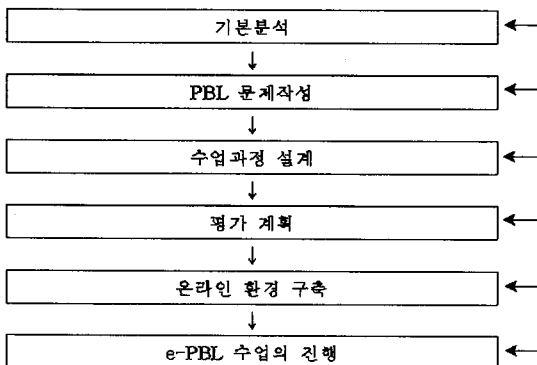 기본분석
PBL 문제작성
수업과정 설계
평가 계획
온라인 환경 구축
e-PBL 수업의 진행